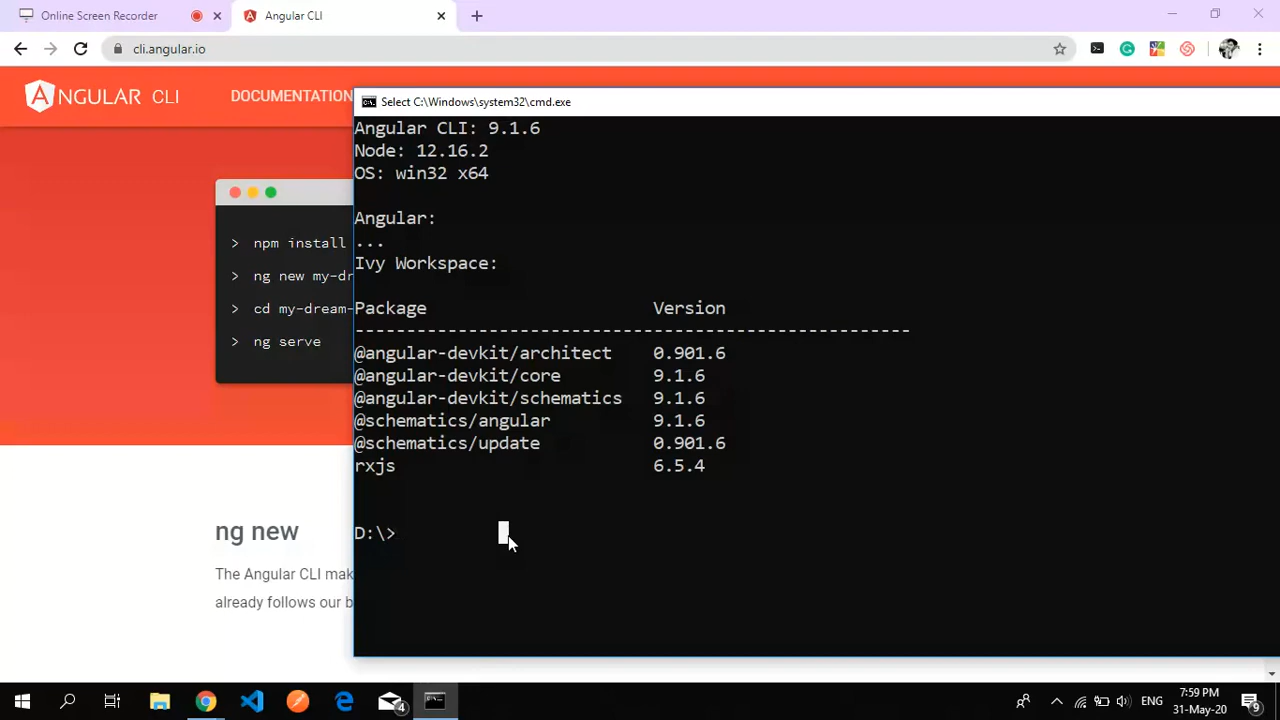 Online Screen Recorder
Angular CLI
cli.angular.io
ANGULAR CLI
DOCUMENTATION
Select C:\Windows\system32\cmd.exe
Angular CLI: 9.1.6
Node: 12.16.2
OS: win32 x64
Angular:
...
Ivy Workspace:
Package Version
------------------------------------------------------
@angular-devkit/architect 0.901.6
@angular-devkit/core 9.1.6
@angular-devkit/schematics 9.1.6
@schematics/angular 9.1.6
@schematics/update 0.901.6
rxjs 6.5.4
D:\>
> npm install
> ng new my-dr
> cd my-dream-
> ng serve
ng new
The Angular CLI mak
already follows our b
4
ENG
7:59 PM
31-May-20
9